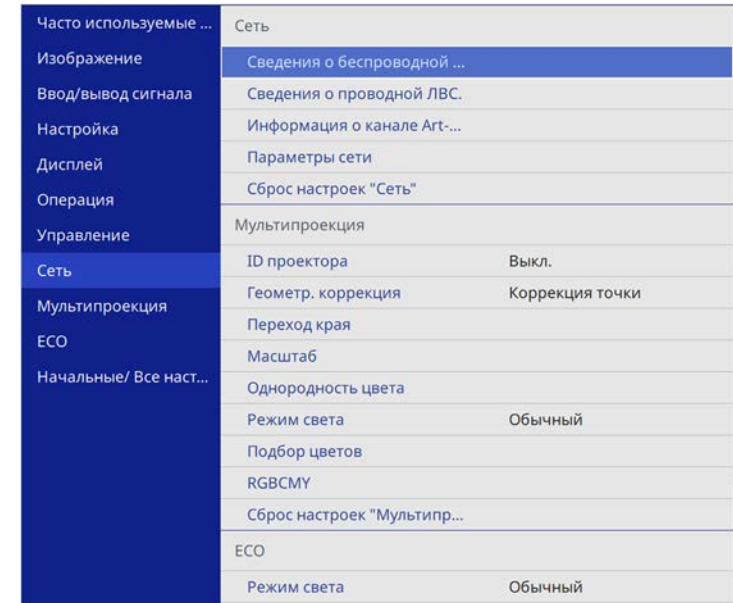 Часто используемые ...
Изображение
Ввод/вывод сигнала
Настройка
Дисплей
Операция
Управление
Сеть
Мультипроекция
ECO
Начальные/ Все наст...
Сеть
Сведения о беспроводной ...
Сведения о проводной ЛВС.
Информация о канале Art-...
Параметры сети
Сброс настроек "Сеть"
Мультипроекция
ID проектора Выкл.
Геометр. коррекция Коррекция точки
Переход края
Масштаб
Однородность цвета
Режим света Обычный
Подбор цветов
RGBCMY
Сброс настроек "Мультипр...
ECO
Режим света Обычный